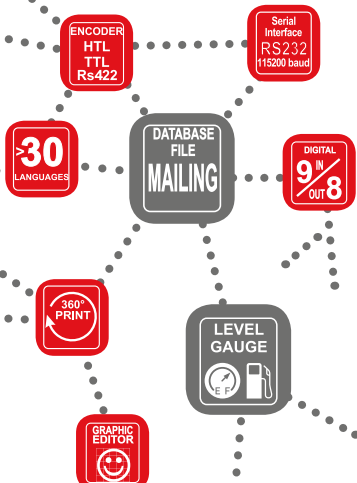 ENCODER
HTL
TTL
Rs422
Serial
Interface
RS232
115200 baud
>30
LANGUAGES
DATABASE
FILE
MAILING
DIGITAL
9 IN
OUT 8
360°
PRINT
LEVEL
GAUGE
E F
GRAPHIC
EDITOR